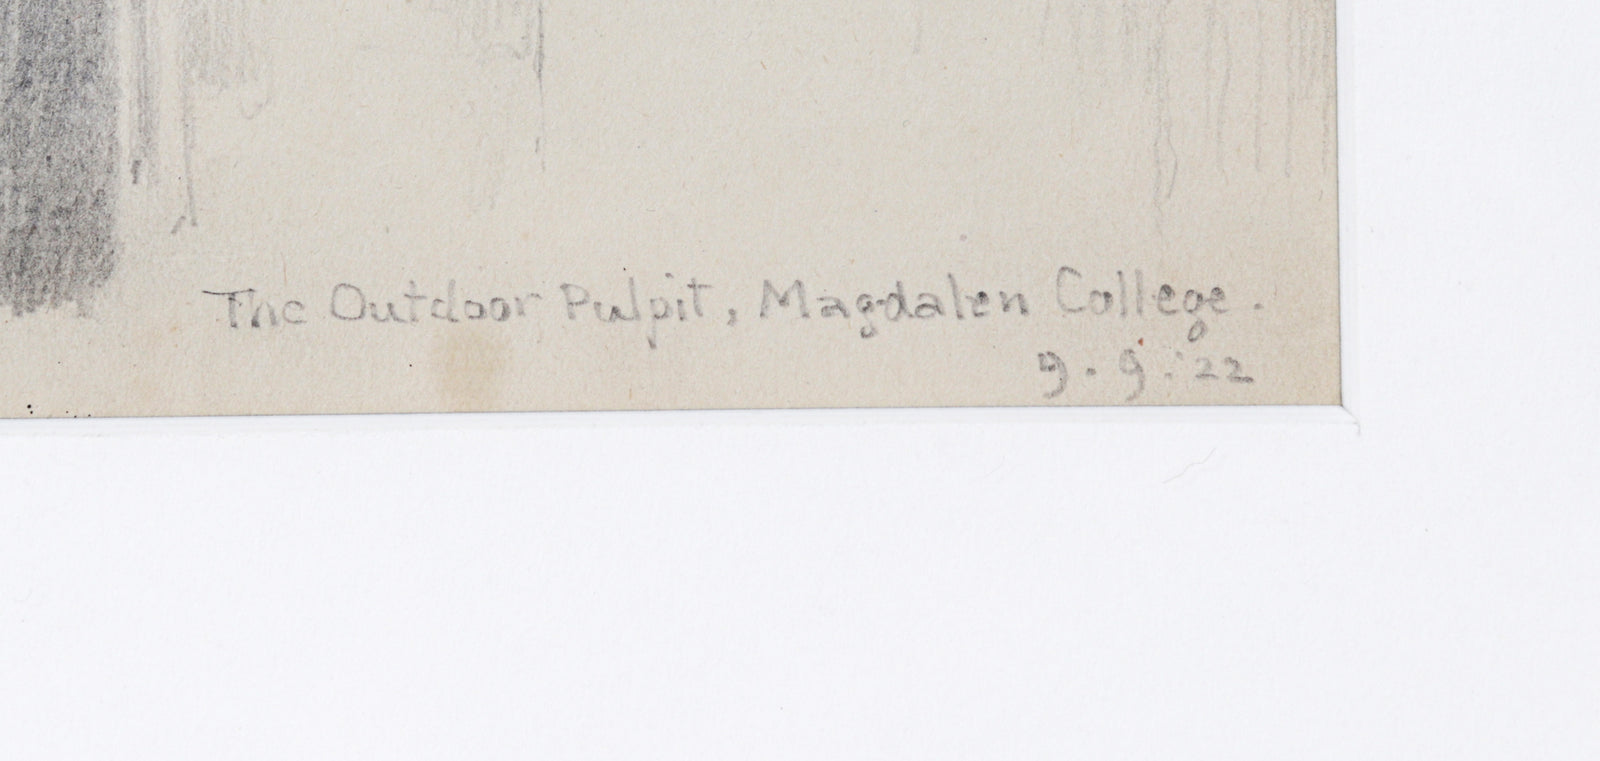 The Outdoor Pulpit, Magdalen College.
9.9.'22